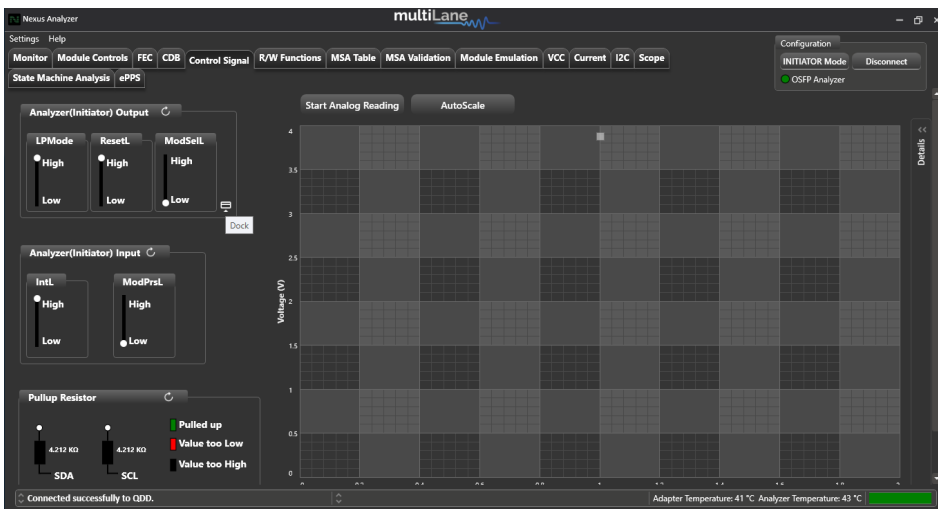 Nexus Analyzer
multiLane
Settings Help
Configuration
Monitor Module Controls FEC CDB Control Signal R/W Functions MSA Table MSA Validation Module Emulation VCC Current I2C Scope
INITIATOR Mode Disconnect
State Machine Analysis ePPS
OSFP Analyzer
Start Analog Reading AutoScale
Analyzer(Initiator) Output
LPMode ResetL ModSelL
High High High
Low Low Low
Dock
Analyzer(Initiator) Input
IntL ModPrsL
High High
Low Low
Pullup Resistor
Pulled up
4.212 KΩ 4.212 KΩ Value too Low
Value too High
SDA SCL
Voltage (V)
4
3.5
3
2.5
2
1.5
1
0.5
0
Details
Connected successfully to QDD.
Adapter Temperature: 41 °C Analyzer Temperature: 43 °C